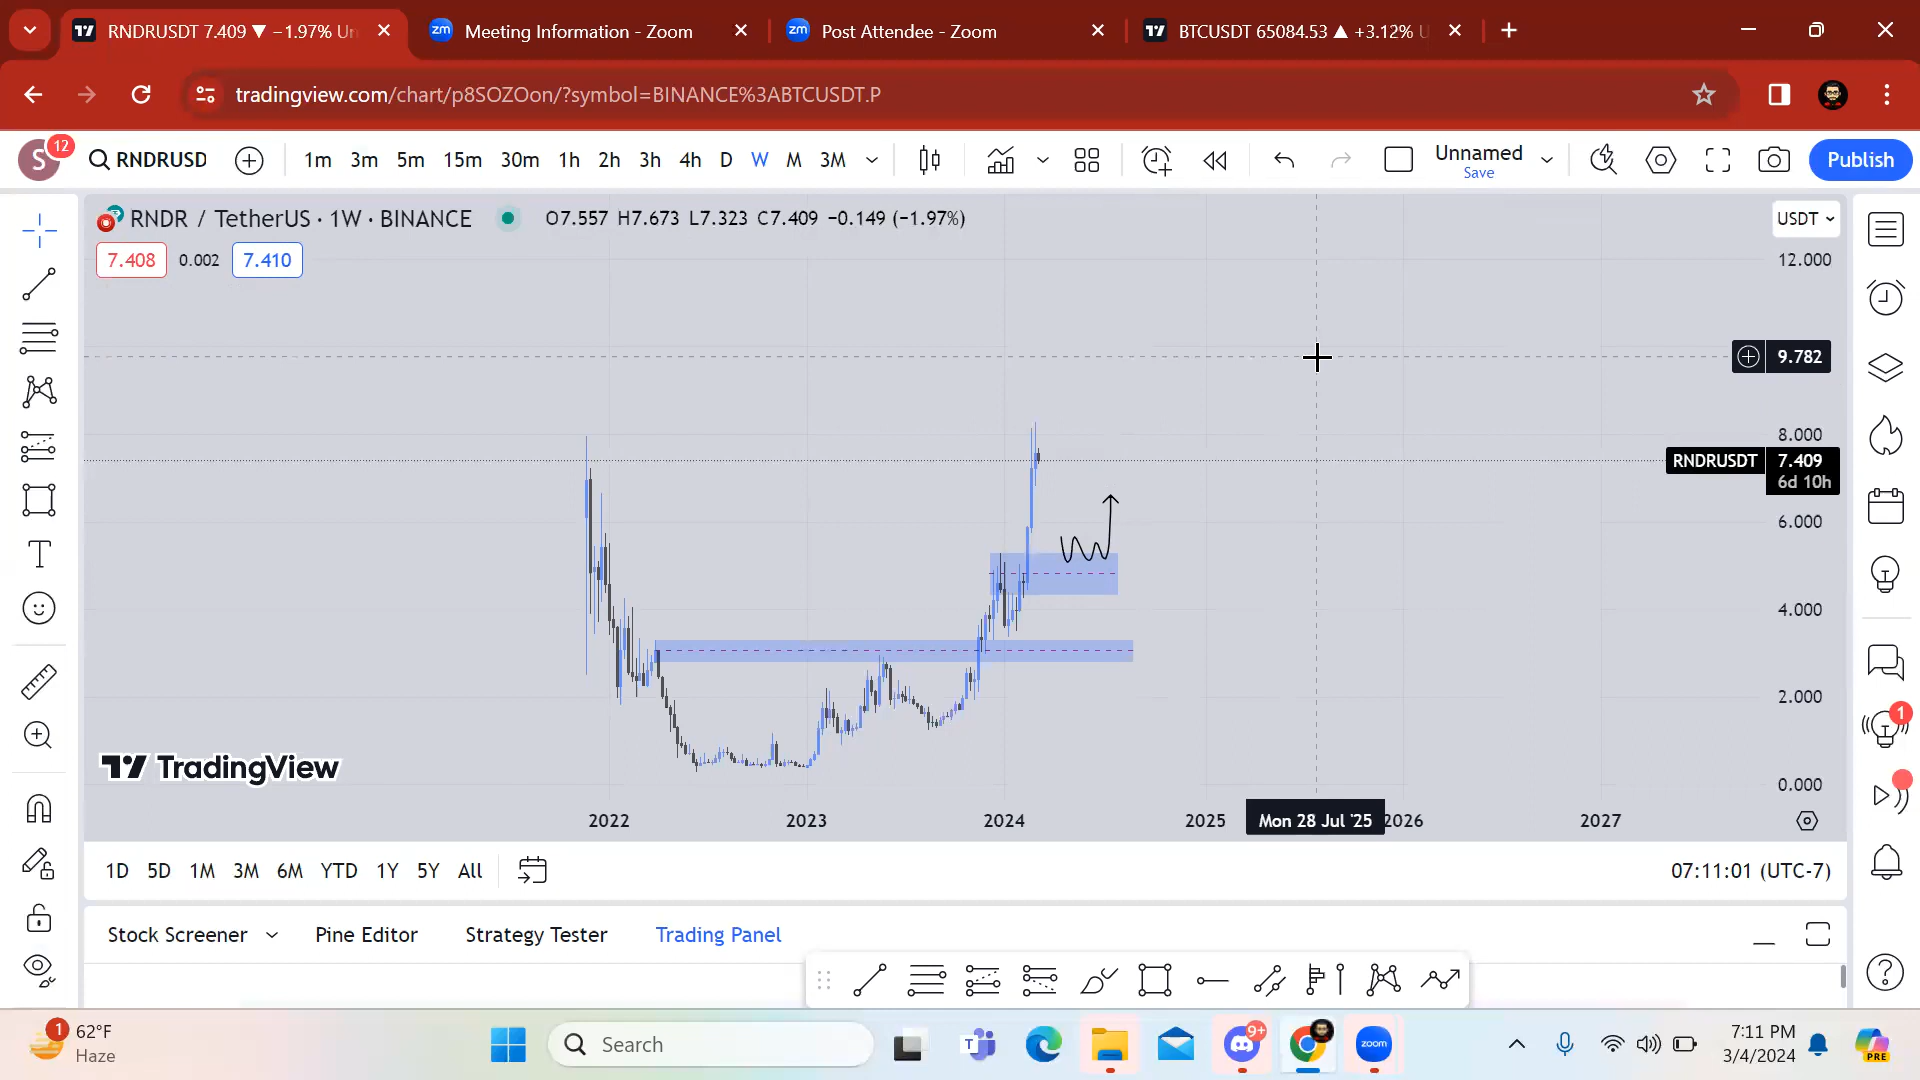 RNDRUSDT 7.409 ▼ −1.97% Un
zm Meeting Information - Zoom
zm Post Attendee - Zoom
BTCUSDT 65084.53 ▲ +3.12% U
tradingview.com/chart/p8SOZOon/?symbol=BINANCE%3ABTCUSDT.P
S 12 RNDRUSD 1m 3m 5m 15m 30m 1h 2h 3h 4h D W M 3M Unnamed Save Publish
RNDR / TetherUS · 1W · BINANCE O7.557 H7.673 L7.323 C7.409 −0.149 (−1.97%) USDT
7.408 0.002 7.410
12.000
9.782
8.000
RNDRUSDT 7.409
6d 10h
6.000
4.000
2.000
0.000
TradingView
2022 2023 2024 2025 Mon 28 Jul '25 2026 2027
1
1D 5D 1M 3M 6M YTD 1Y 5Y All 07:11:01 (UTC-7)
Stock Screener Pine Editor Strategy Tester Trading Panel
1 62°F
Haze
Search
T
9+
zoom
7:11 PM
3/4/2024
PRE